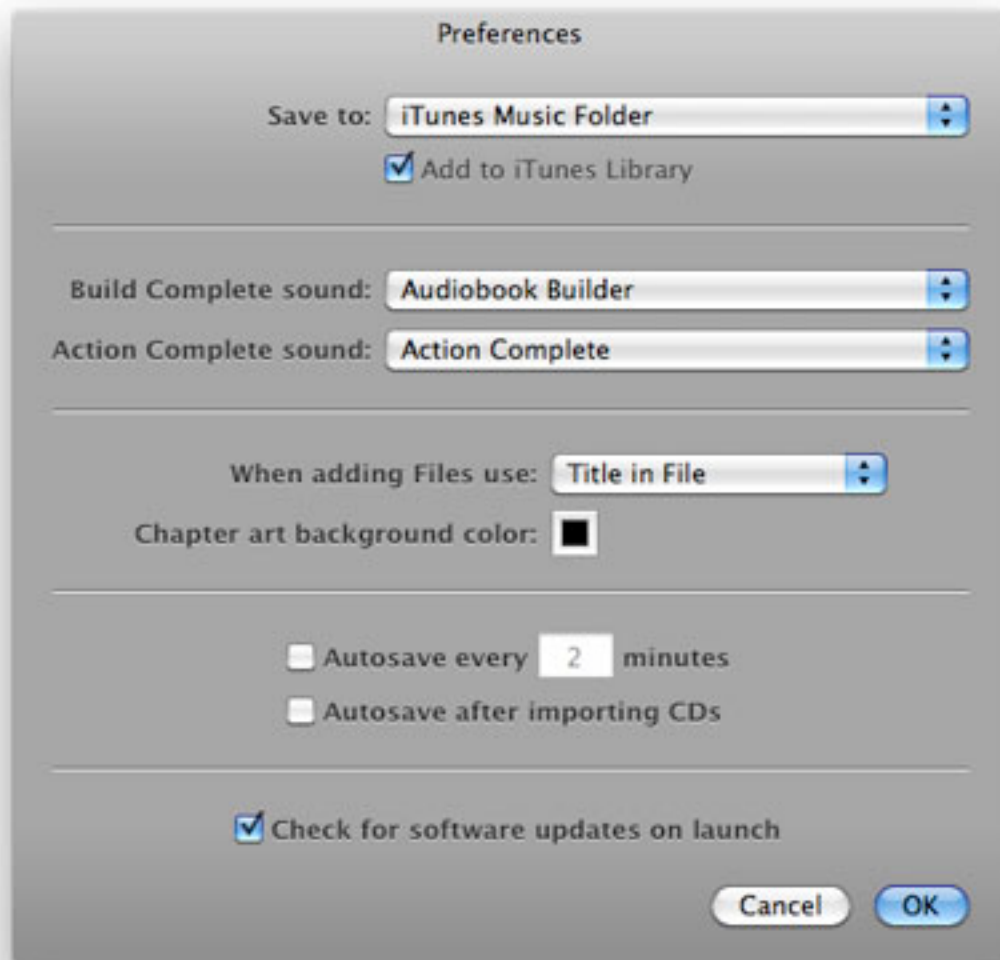 Preferences
Save to: iTunes Music Folder
Add to iTunes Library
Build Complete sound: Audiobook Builder
Action Complete sound: Action Complete
When adding Files use: Title in File
Chapter art background color:
Autosave every 2 minutes
Autosave after importing CDs
Check for software updates on launch
Cancel OK